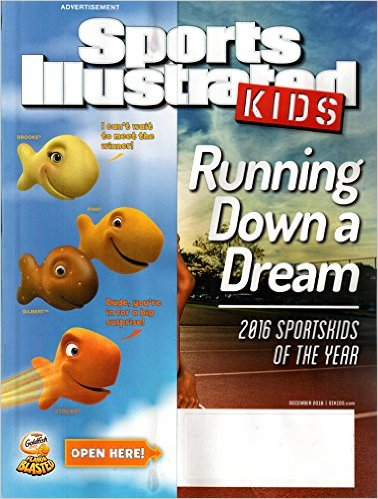 ADVERTISEMENT
Sports
Illustrated
KIDS
BROOKE™
I can't wait
to meet the
winner!
FINN™
GILBERT™
Dude, you're
in for a big
surprise!
XTREME™
Running
Down a
Dream
2016 SPORTSKIDS
OF THE YEAR
DECEMBER 2016 | SIKIDS.com
Goldfish
FLAVOR
BLASTED
OPEN HERE!